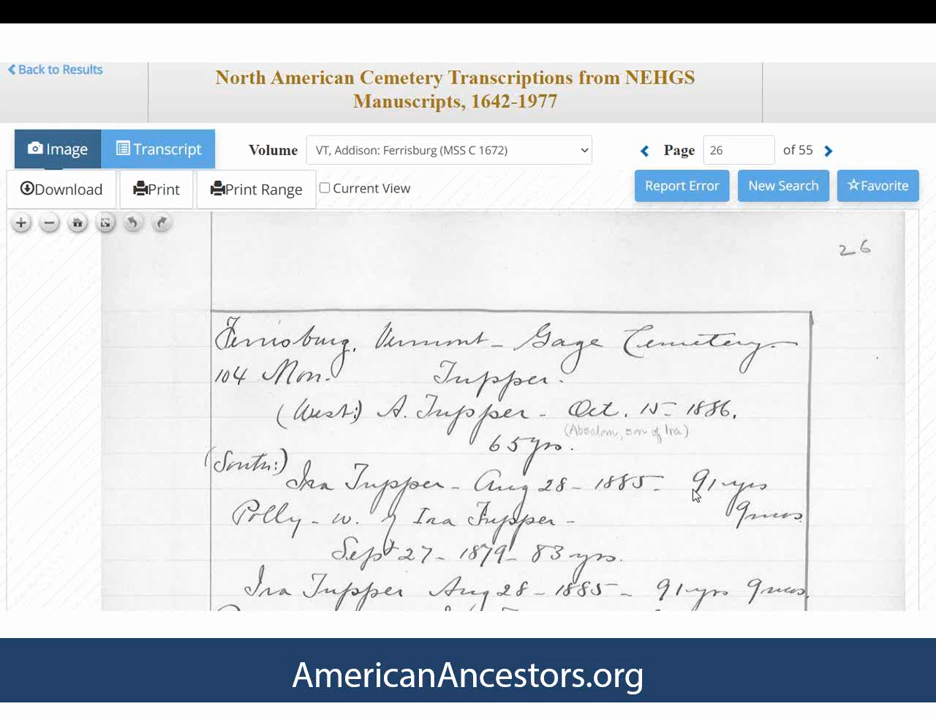 Back to Results
North American Cemetery Transcriptions from NEHGS
Manuscripts, 1642-1977
Image
Transcript
Volume
VT, Addison: Ferrisburg (MSS C 1672)
Page
26
of 55
Download
Print
Print Range
Current View
Report Error
New Search
Favorite
26
Ferrisburg, Vermont - Gage Cemetery.
104 Mon. Tupper.
(West:) A. Tupper - Oct. 15 - 1886.
(Absalom, son of Ira)
65 yrs.
(South:)
Ira Tupper - Aug 28 - 1885 - 91 yrs
9 mos.
Polly - w. of Ira Tupper -
Sept 27 - 1879 - 83 yrs.
Ira Tupper Aug 28 - 1885 - 91 yrs 9 mos.
AmericanAncestors.org